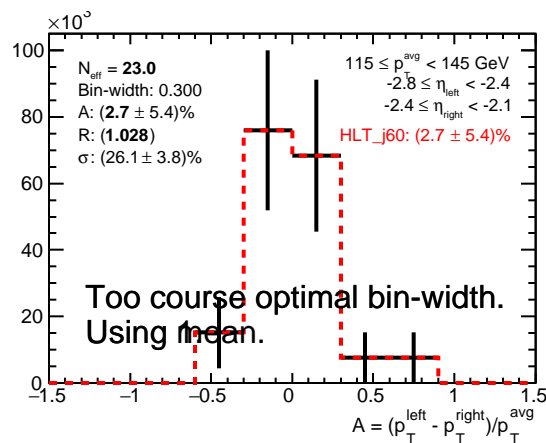 ×10³
N_eff = 23.0
Bin-width: 0.300
A: (2.7 ± 5.4)%
R: (1.028)
σ: (26.1 ± 3.8)%
115 ≤ p_T^avg < 145 GeV
-2.8 ≤ η_left < -2.4
-2.4 ≤ η_right < -2.1
HLT_j60: (2.7 ± 5.4)%
100
80
60
40
20
0
Too course optimal bin-width.
Using mean.
−1.5 −1 −0.5 0 0.5 1 1.5
A = (p_T^left - p_T^right)/p_T^avg